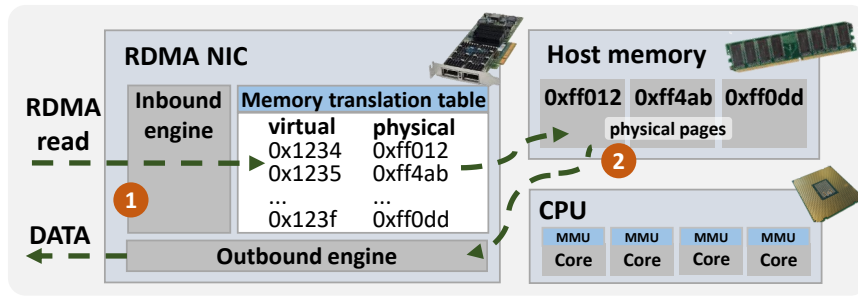 RDMA NIC
RDMA
read
Inbound
engine
Memory translation table
virtual physical
0x1234 0xff012
0x1235 0xff4ab
... ...
0x123f 0xff0dd
1
DATA
Outbound engine
Host memory
0xff012 0xff4ab 0xff0dd
physical pages
2
CPU
MMU MMU MMU MMU
Core Core Core Core